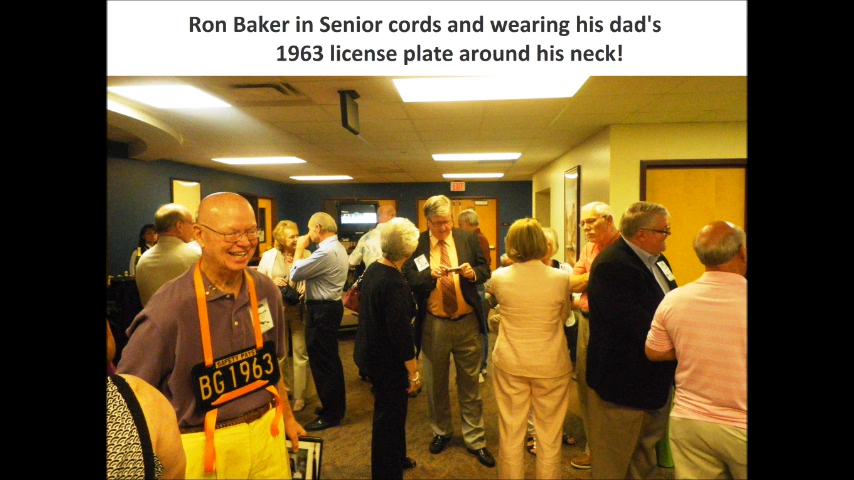 Ron Baker in Senior cords and wearing his dad's
1963 license plate around his neck!
EXIT
SAFETY PAYS
BG 1963